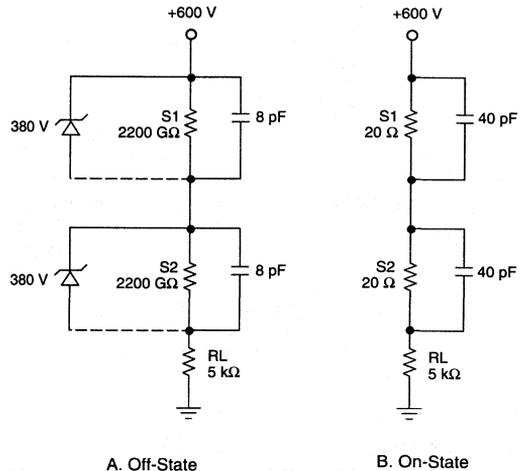 +600 V
S1
2200 GΩ
8 pF
380 V
S2
2200 GΩ
8 pF
380 V
RL
5 kΩ
A. Off-State
+600 V
S1
20 Ω
40 pF
S2
20 Ω
40 pF
RL
5 kΩ
B. On-State